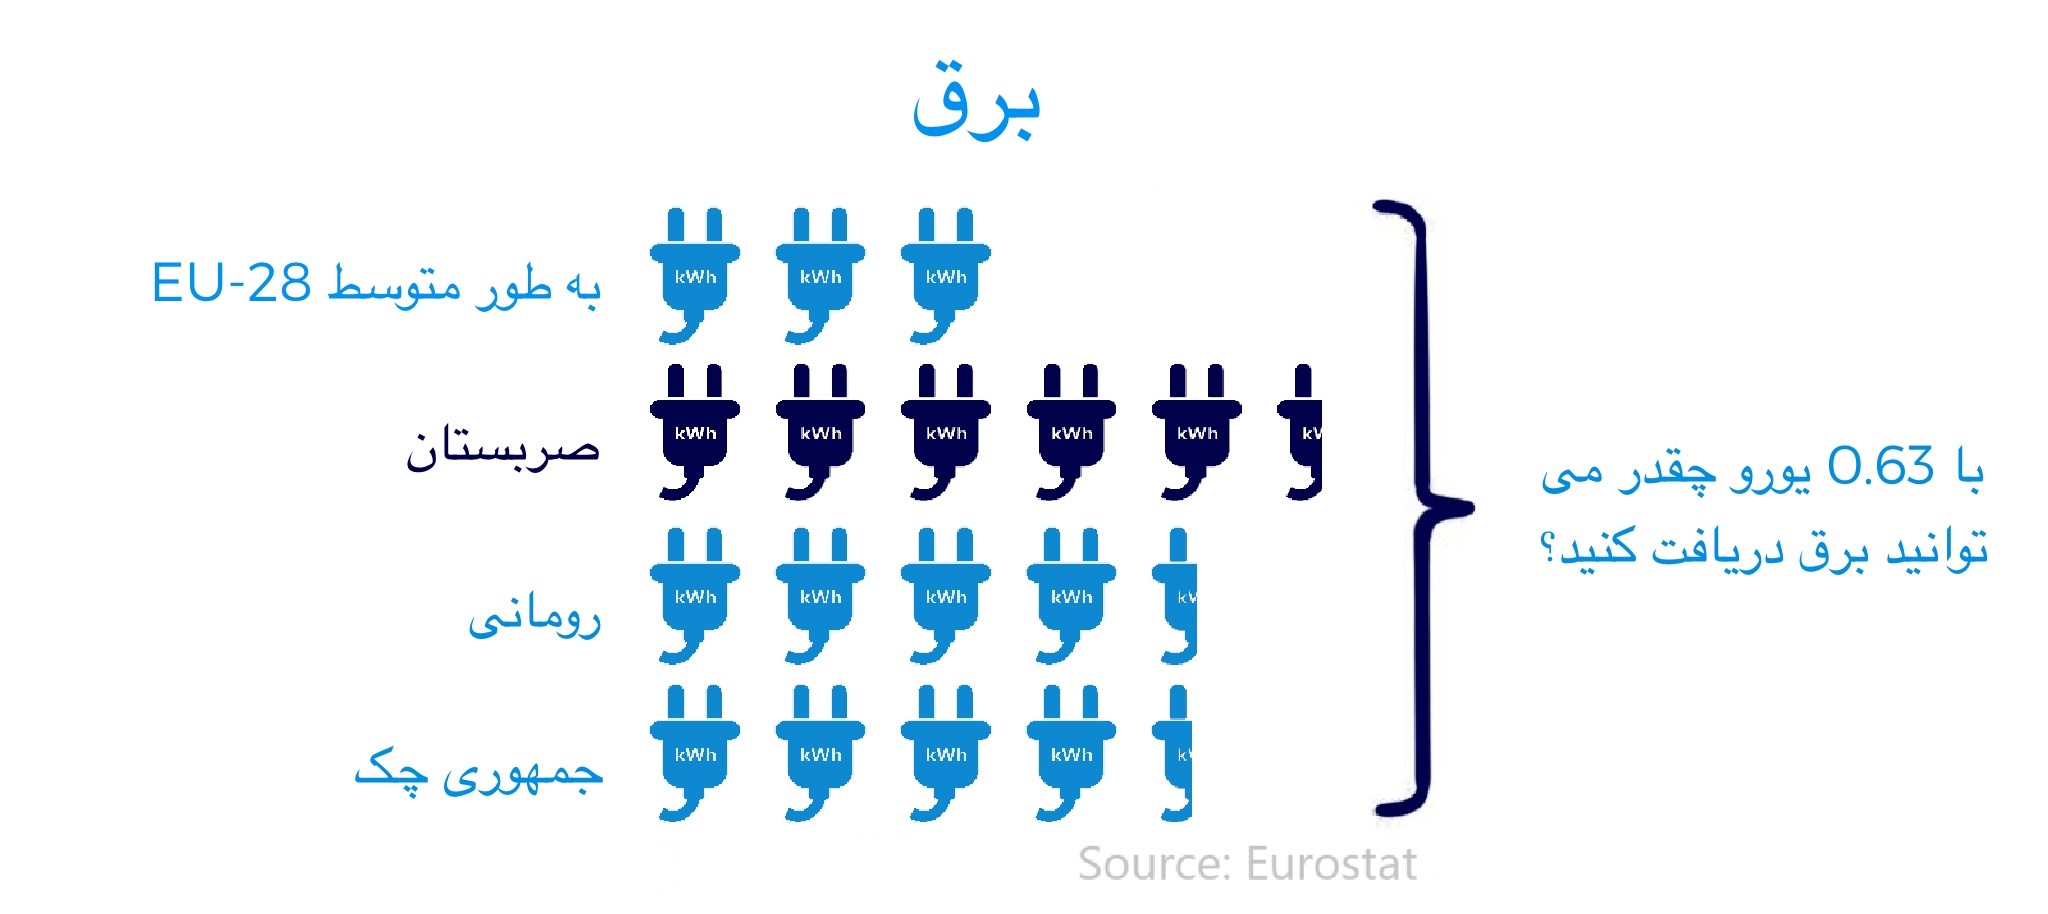 برق
به طور متوسط EU-28
kWh kWh kWh
صربستان
kWh kWh kWh kWh kWh kW
رومانی
kWh kWh kWh kWh kW
جمهوری چک
kWh kWh kWh kWh kW
با 0.63 یورو چقدر می
توانید برق دریافت کنید؟
Source: Eurostat